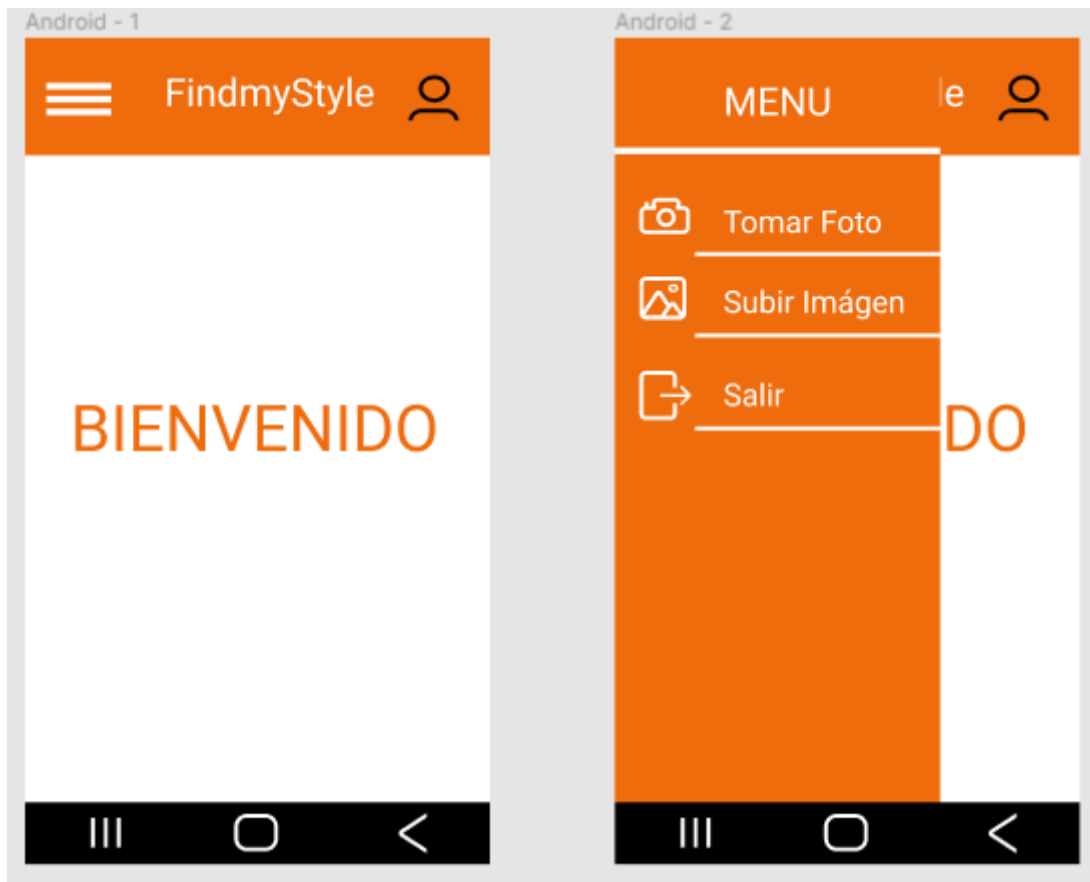 Android - 1
FindmyStyle
BIENVENIDO
Android - 2
MENU
le
Tomar Foto
Subir Imágen
Salir
DO